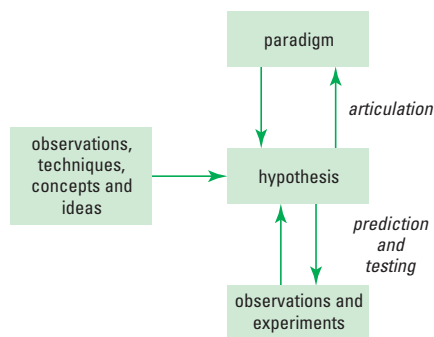 paradigm
articulation
observations,
techniques,
concepts and
ideas
hypothesis
prediction
and
testing
observations and
experiments